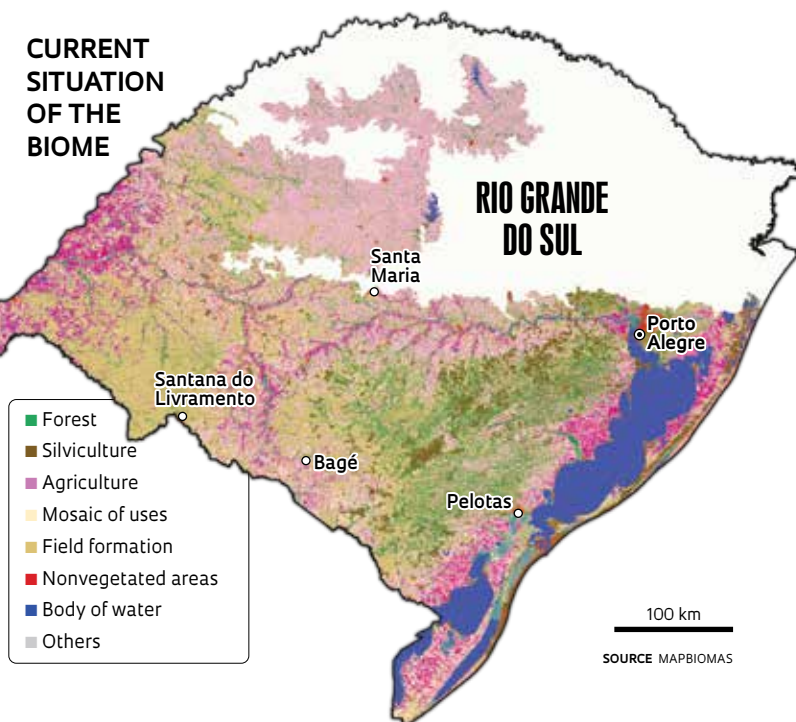 CURRENT
SITUATION
OF THE
BIOME
RIO GRANDE
DO SUL
Santa
Maria
Porto
Alegre
Santana do
Livramento
Bagé
Pelotas
Forest
Silviculture
Agriculture
Mosaic of uses
Field formation
Nonvegetated areas
Body of water
Others
100 km
SOURCE MAPBIOMAS